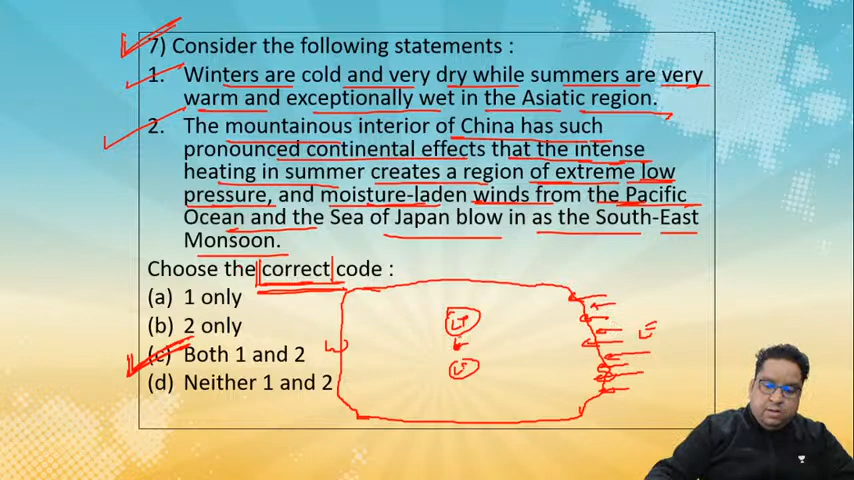 7) Consider the following statements :
1. Winters are cold and very dry while summers are very
warm and exceptionally wet in the Asiatic region.
2. The mountainous interior of China has such
pronounced continental effects that the intense
heating in summer creates a region of extreme low
pressure, and moisture-laden winds from the Pacific
Ocean and the Sea of Japan blow in as the South-East
Monsoon.
Choose the correct code :
(a) 1 only
(b) 2 only
(c) Both 1 and 2
(d) Neither 1 and 2
LP